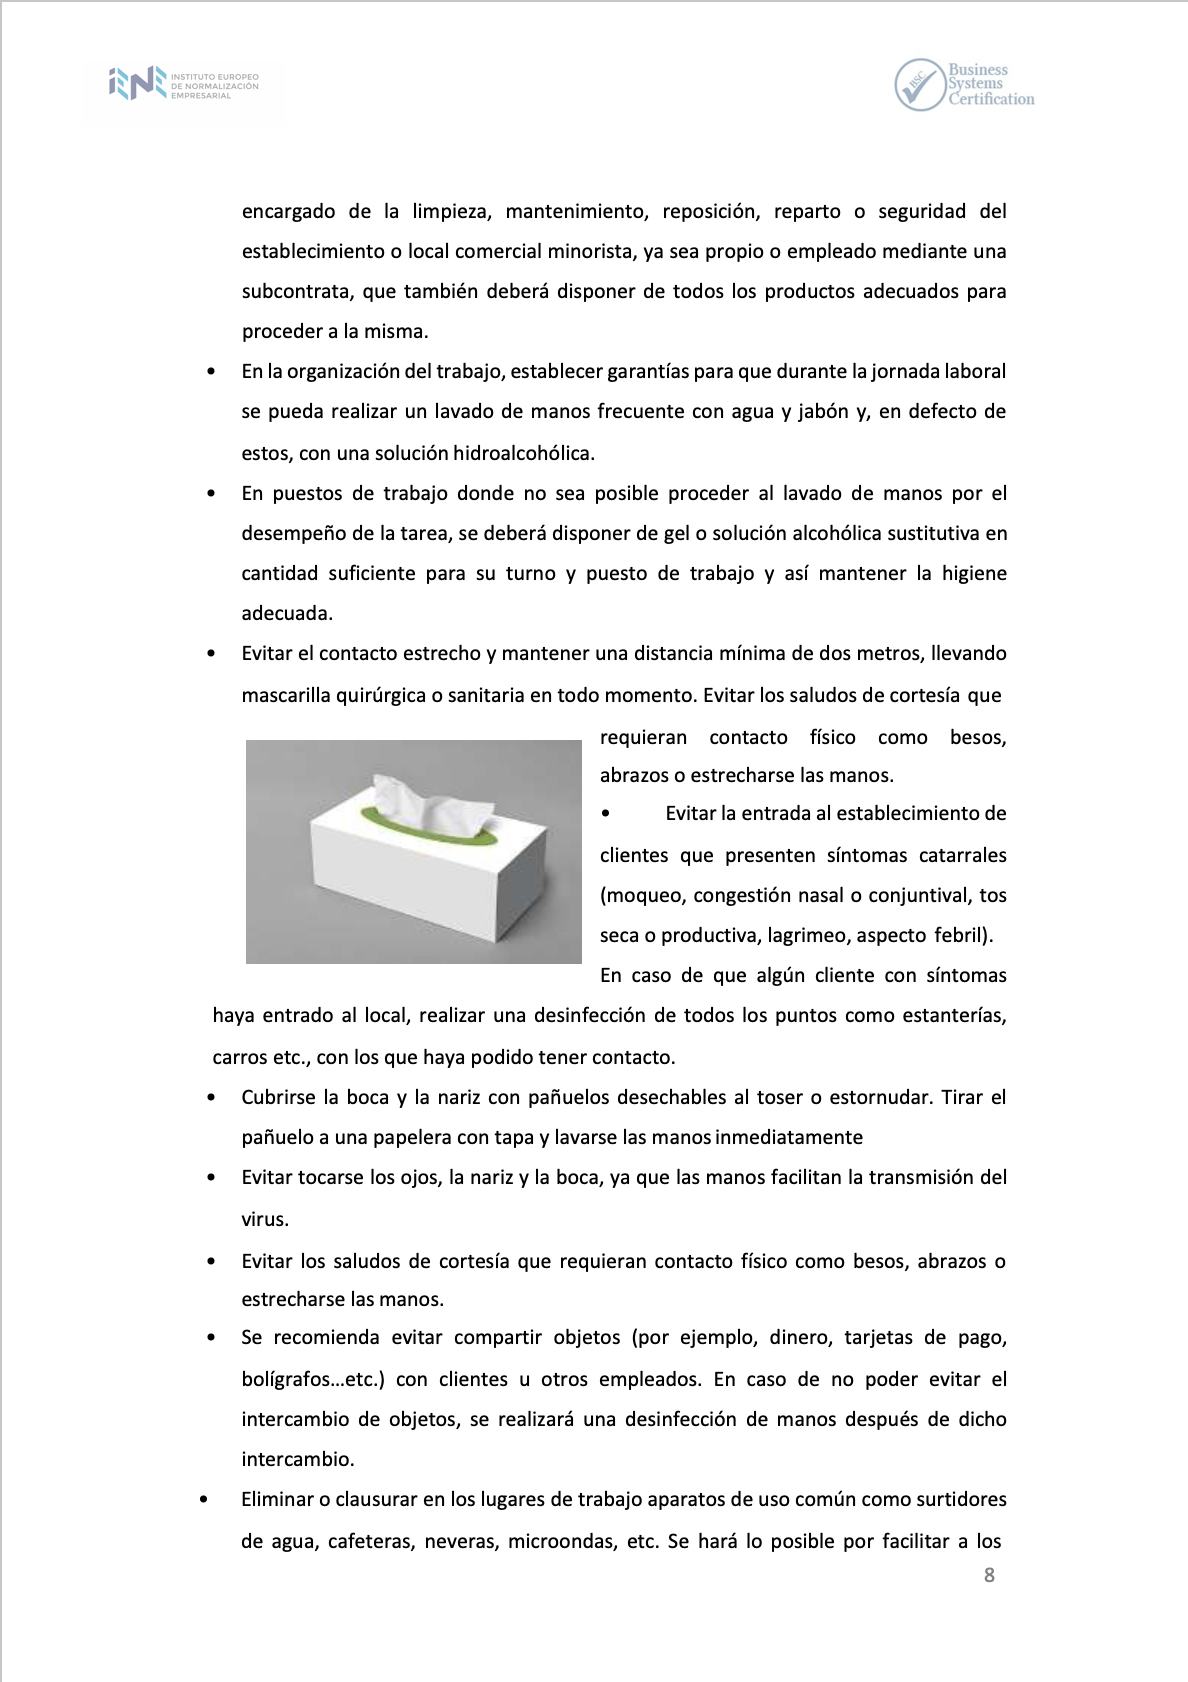 INSTITUTO EUROPEO
DE NORMALIZACIÓN
EMPRESARIAL
BSC
Business
Systems
Certification
encargado de la limpieza, mantenimiento, reposición, reparto o seguridad del
establecimiento o local comercial minorista, ya sea propio o empleado mediante una
subcontrata, que también deberá disponer de todos los productos adecuados para
proceder a la misma.
• En la organización del trabajo, establecer garantías para que durante la jornada laboral
se pueda realizar un lavado de manos frecuente con agua y jabón y, en defecto de
estos, con una solución hidroalcohólica.
• En puestos de trabajo donde no sea posible proceder al lavado de manos por el
desempeño de la tarea, se deberá disponer de gel o solución alcohólica sustitutiva en
cantidad suficiente para su turno y puesto de trabajo y así mantener la higiene
adecuada.
• Evitar el contacto estrecho y mantener una distancia mínima de dos metros, llevando
mascarilla quirúrgica o sanitaria en todo momento. Evitar los saludos de cortesía que
requieran contacto físico como besos,
abrazos o estrecharse las manos.
• Evitar la entrada al establecimiento de
clientes que presenten síntomas catarrales
(moqueo, congestión nasal o conjuntival, tos
seca o productiva, lagrimeo, aspecto febril).
En caso de que algún cliente con síntomas
haya entrado al local, realizar una desinfección de todos los puntos como estanterías,
carros etc., con los que haya podido tener contacto.
• Cubrirse la boca y la nariz con pañuelos desechables al toser o estornudar. Tirar el
pañuelo a una papelera con tapa y lavarse las manos inmediatamente
• Evitar tocarse los ojos, la nariz y la boca, ya que las manos facilitan la transmisión del
virus.
• Evitar los saludos de cortesía que requieran contacto físico como besos, abrazos o
estrecharse las manos.
• Se recomienda evitar compartir objetos (por ejemplo, dinero, tarjetas de pago,
bolígrafos…etc.) con clientes u otros empleados. En caso de no poder evitar el
intercambio de objetos, se realizará una desinfección de manos después de dicho
intercambio.
• Eliminar o clausurar en los lugares de trabajo aparatos de uso común como surtidores
de agua, cafeteras, neveras, microondas, etc. Se hará lo posible por facilitar a los
8